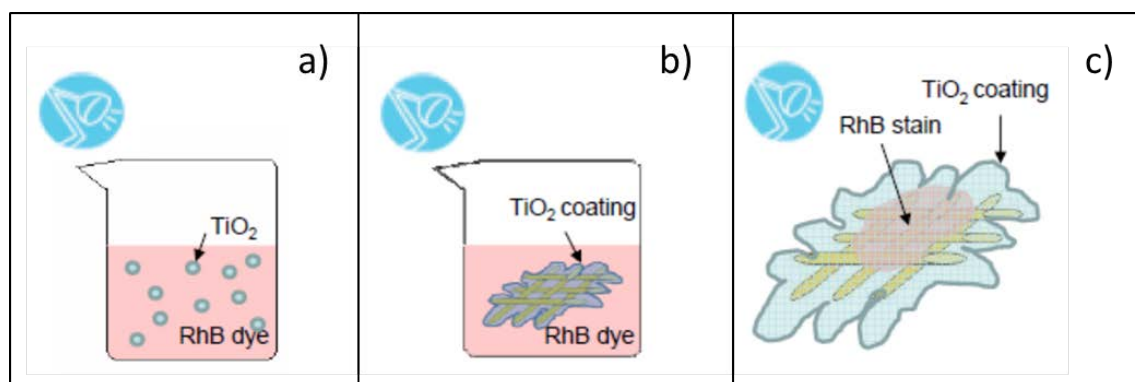 a)
TiO2
RhB dye
b)
TiO2 coating
RhB dye
c)
TiO2 coating
RhB stain